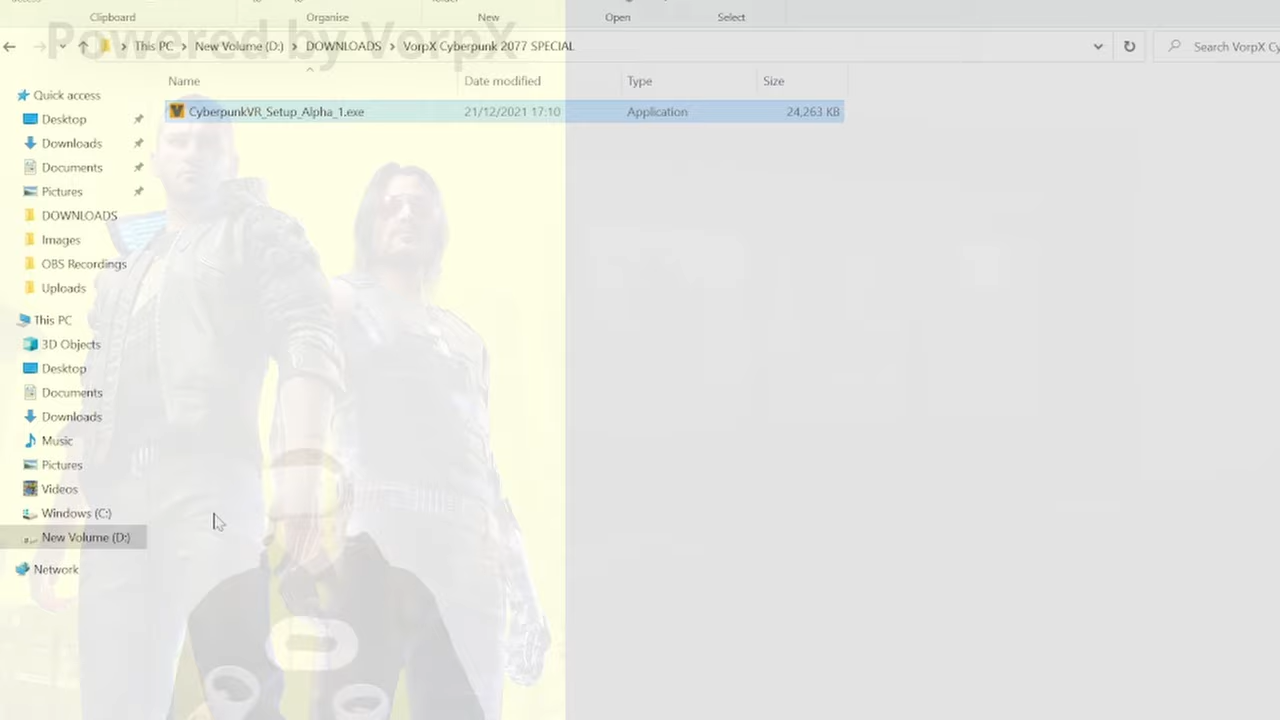 Clipboard
Organise
New
Open
Select
Powered by VorpX
This PC
New Volume (D:)
DOWNLOADS
VorpX Cyberpunk 2077 SPECIAL
Search VorpX Cy
Name
Date modified
Type
Size
CyberpunkVR_Setup_Alpha_1.exe
21/12/2021 17:10
Application
24,263 KB
Quick access
Desktop
Downloads
Documents
Pictures
DOWNLOADS
Images
OBS Recordings
Uploads
This PC
3D Objects
Desktop
Documents
Downloads
Music
Pictures
Videos
Windows (C:)
New Volume (D:)
Network